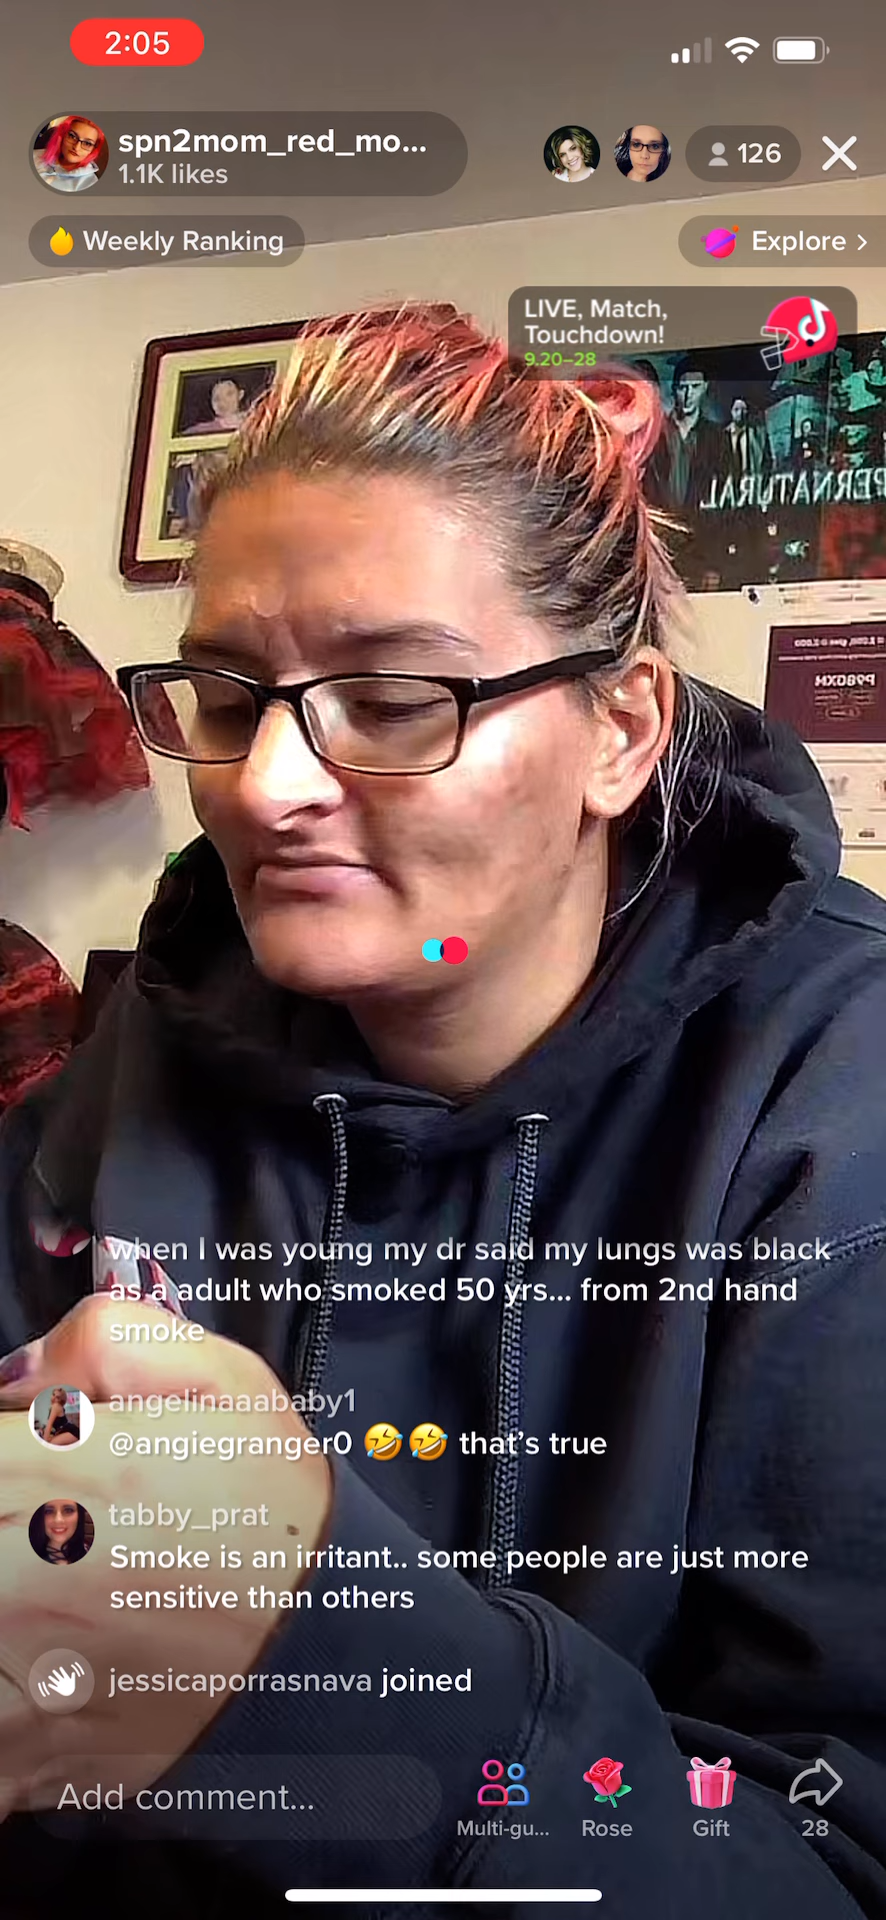 2:05
spn2mom_red_mo...
1.1K likes
126
Weekly Ranking
Explore >
LIVE, Match,
Touchdown!
9.20–28
SUPERNATURAL
when I was young my dr said my lungs was black
as a adult who smoked 50 yrs... from 2nd hand
smoke
angelinaaababy1
@angiegranger0 🤣🤣 that's true
tabby_prat
Smoke is an irritant.. some people are just more
sensitive than others
jessicaporrasnava joined
Add comment...
Multi-gu...
Rose
Gift
28